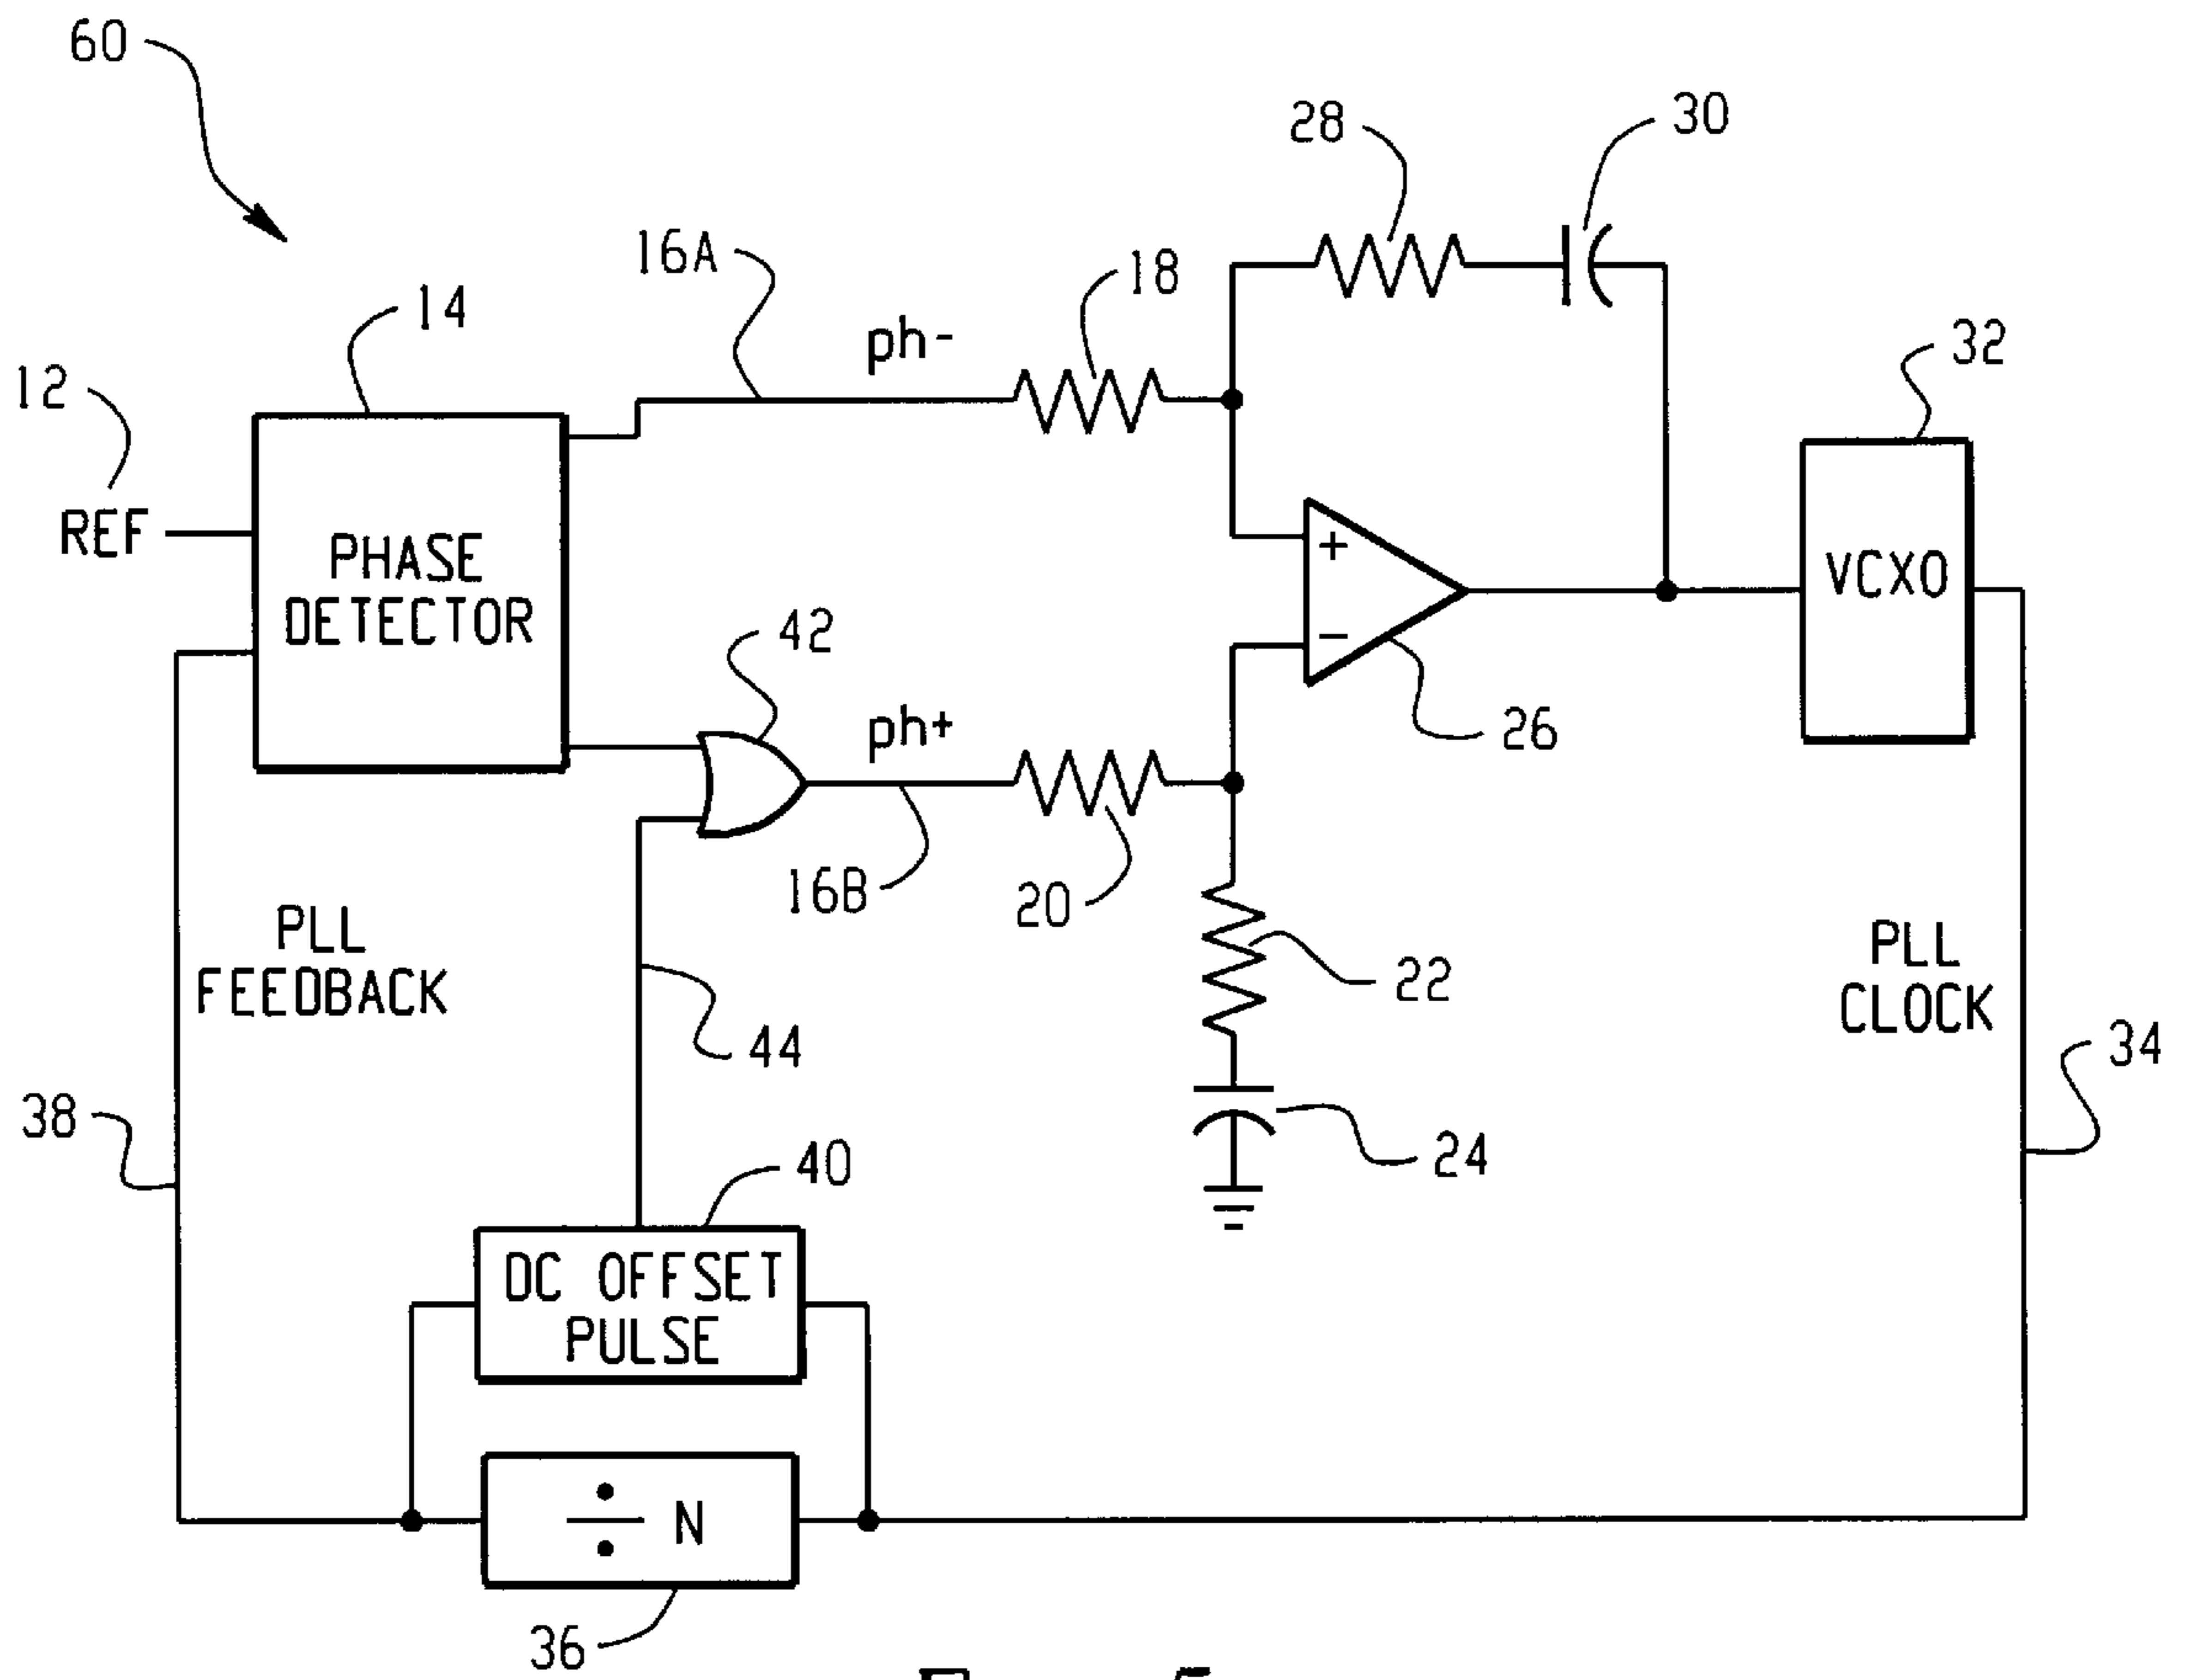 60
28
30
16A
18
14
ph-
32
12
REF
PHASE
DETECTOR
+
VCXO
42
-
ph+
26
16B
20
PLL
FEEDBACK
22
PLL
CLOCK
44
34
38
40
24
DC OFFSET
PULSE
÷ N
36